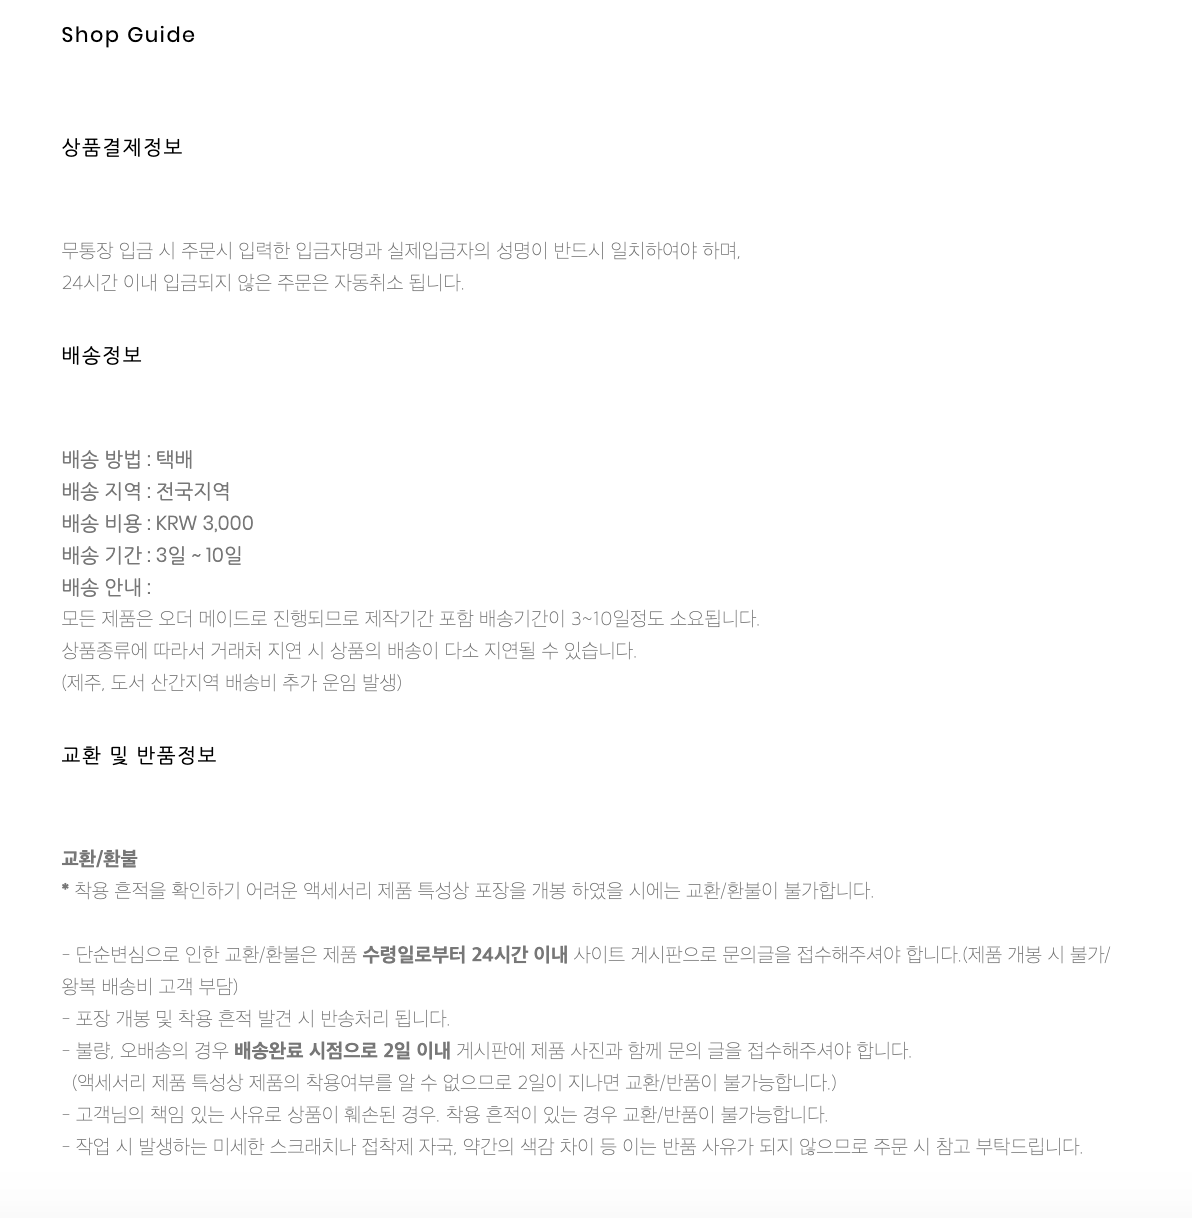 Shop Guide
상품결제정보
무통장 입금 시 주문시 입력한 입금자명과 실제입금자의 성명이 반드시 일치하여야 하며,
24시간 이내 입금되지 않은 주문은 자동취소 됩니다.
배송정보
배송 방법 : 택배
배송 지역 : 전국지역
배송 비용 : KRW 3,000
배송 기간 : 3일 ~ 10일
배송 안내 :
모든 제품은 오더 메이드로 진행되므로 제작기간 포함 배송기간이 3~10일정도 소요됩니다.
상품종류에 따라서 거래처 지연 시 상품의 배송이 다소 지연될 수 있습니다.
(제주, 도서 산간지역 배송비 추가 운임 발생)
교환 및 반품정보
교환/환불
* 착용 흔적을 확인하기 어려운 액세서리 제품 특성상 포장을 개봉 하였을 시에는 교환/환불이 불가합니다.
- 단순변심으로 인한 교환/환불은 제품 수령일로부터 24시간 이내 사이트 게시판으로 문의글을 접수해주셔야 합니다.(제품 개봉 시 불가/
왕복 배송비 고객 부담)
- 포장 개봉 및 착용 흔적 발견 시 반송처리 됩니다.
- 불량, 오배송의 경우 배송완료 시점으로 2일 이내 게시판에 제품 사진과 함께 문의 글을 접수해주셔야 합니다.
(액세서리 제품 특성상 제품의 착용여부를 알 수 없으므로 2일이 지나면 교환/반품이 불가능합니다.)
- 고객님의 책임 있는 사유로 상품이 훼손된 경우. 착용 흔적이 있는 경우 교환/반품이 불가능합니다.
- 작업 시 발생하는 미세한 스크래치나 접착제 자국, 약간의 색감 차이 등 이는 반품 사유가 되지 않으므로 주문 시 참고 부탁드립니다.